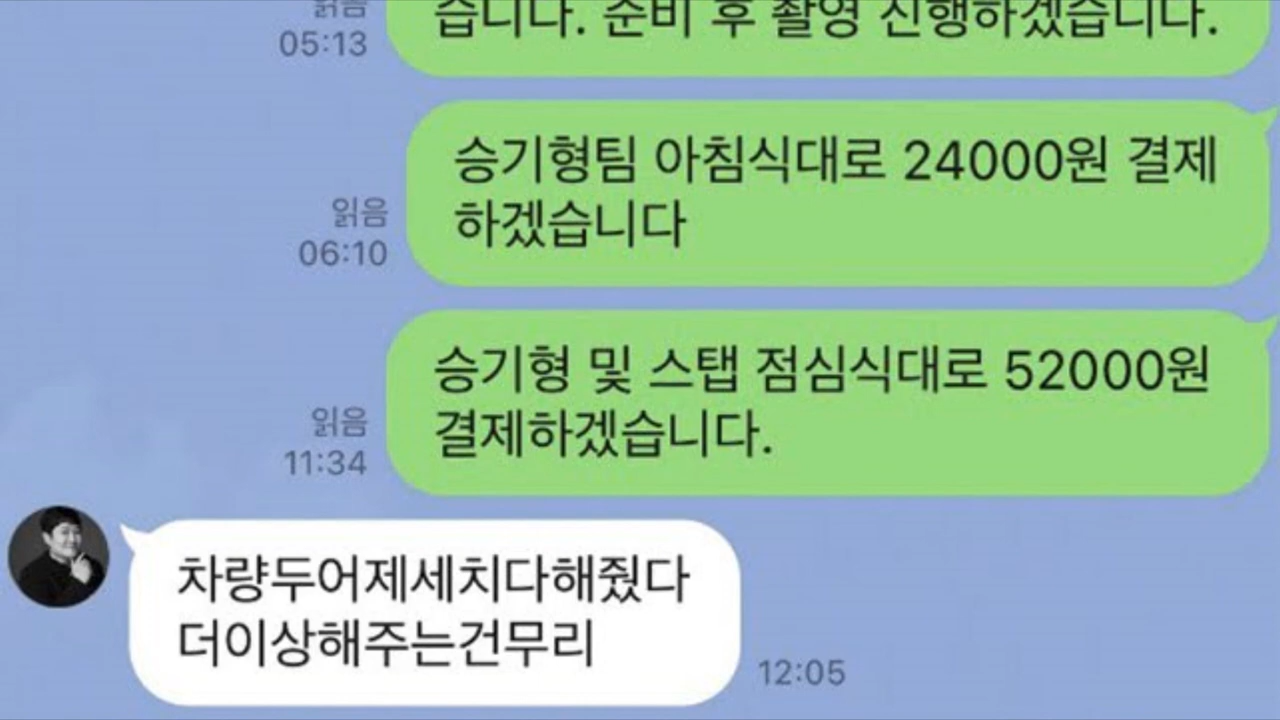 읽음
05:13
습니다. 준비 후 촬영 진행하겠습니다.
승기형팀 아침식대로 24000원 결제
하겠습니다
읽음
06:10
승기형 및 스탭 점심식대로 52000원
결제하겠습니다.
읽음
11:34
차량두어제세치다해줬다
더이상해주는건무리
12:05